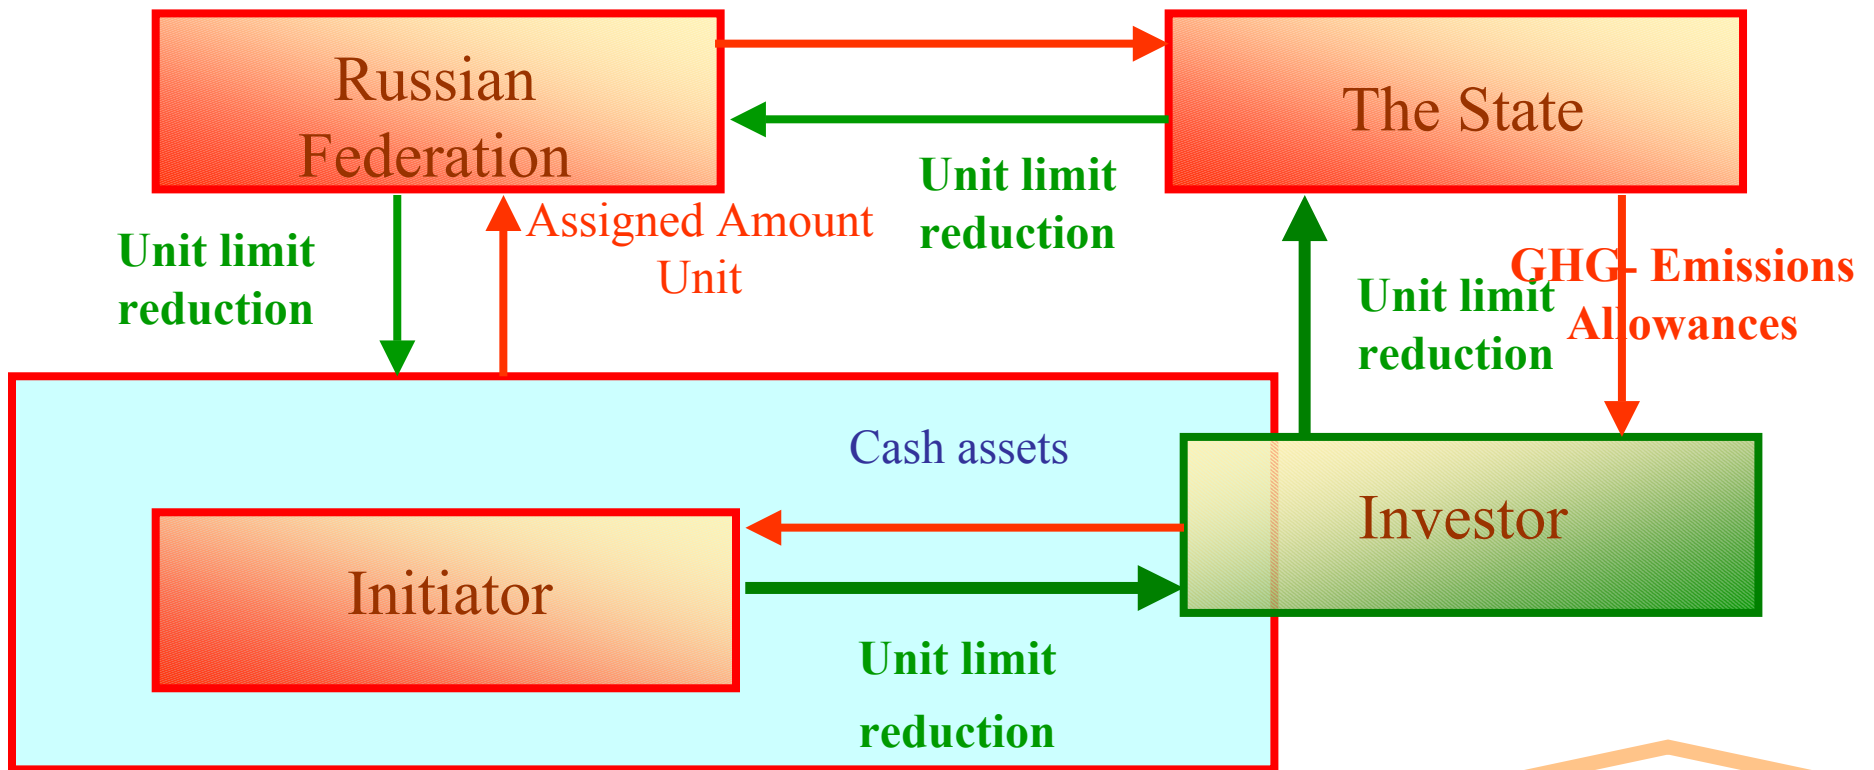 Russian
Federation
The State
Unit limit
reduction
Assigned Amount
Unit
Unit limit
reduction
GHG- Emissions
Allowances
Unit limit
reduction
Cash assets
Investor
Initiator
Unit limit
reduction